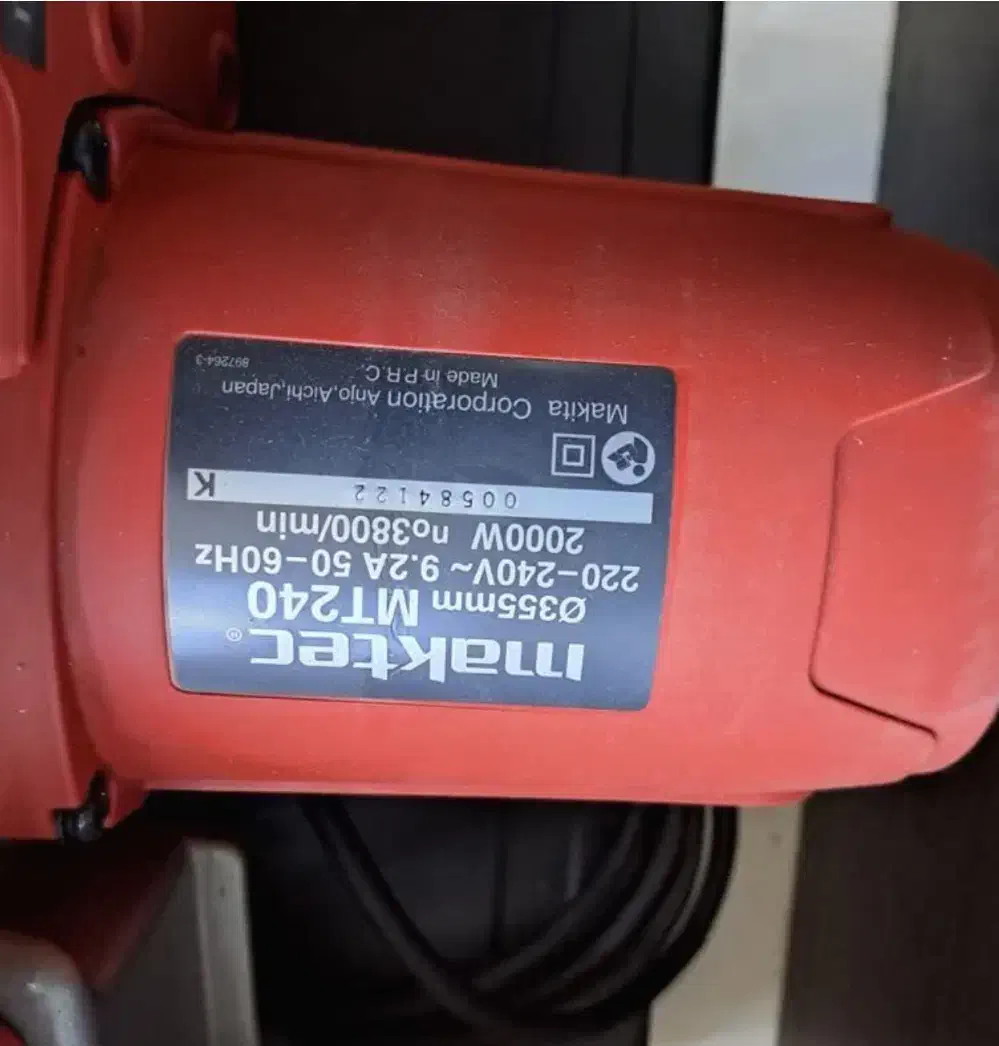 maktec®
Ø355mm MT240
220-240V~ 9.2A 50-60Hz
2000W n₀3800/min
00584122 K
Makita Corporation Anjo,Aichi,Japan
Made in P.R.C.
897264-3